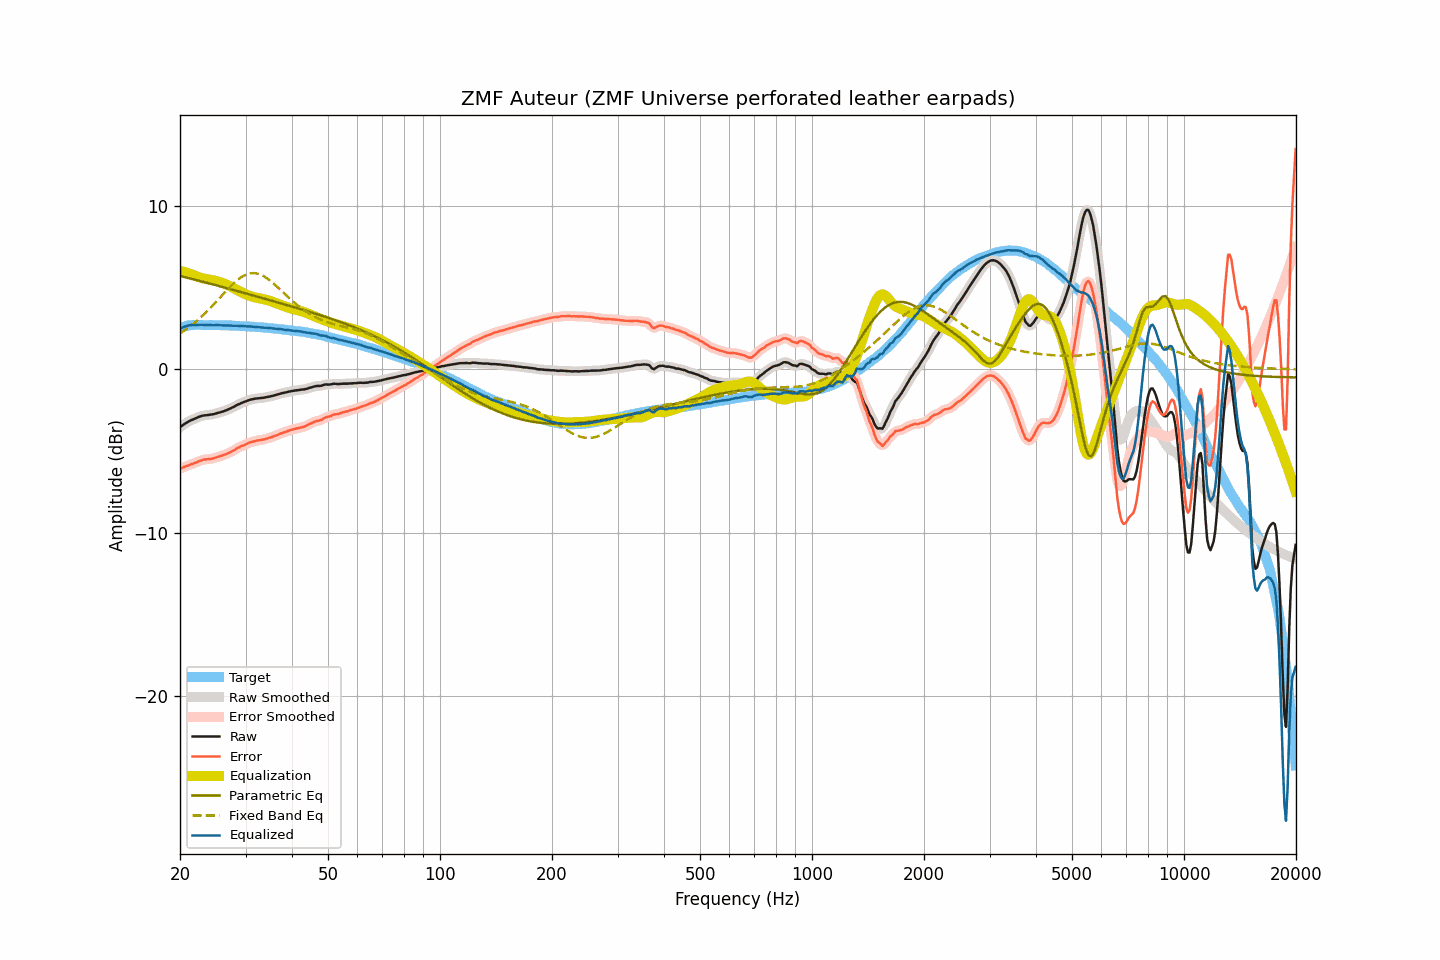 ZMF Auteur (ZMF Universe perforated leather earpads)
Amplitude (dBr)
10
0
−10
−20
Target
Raw Smoothed
Error Smoothed
Raw
Error
Equalization
Parametric Eq
Fixed Band Eq
Equalized
20 50 100 200 500 1000 2000 5000 10000 20000
Frequency (Hz)